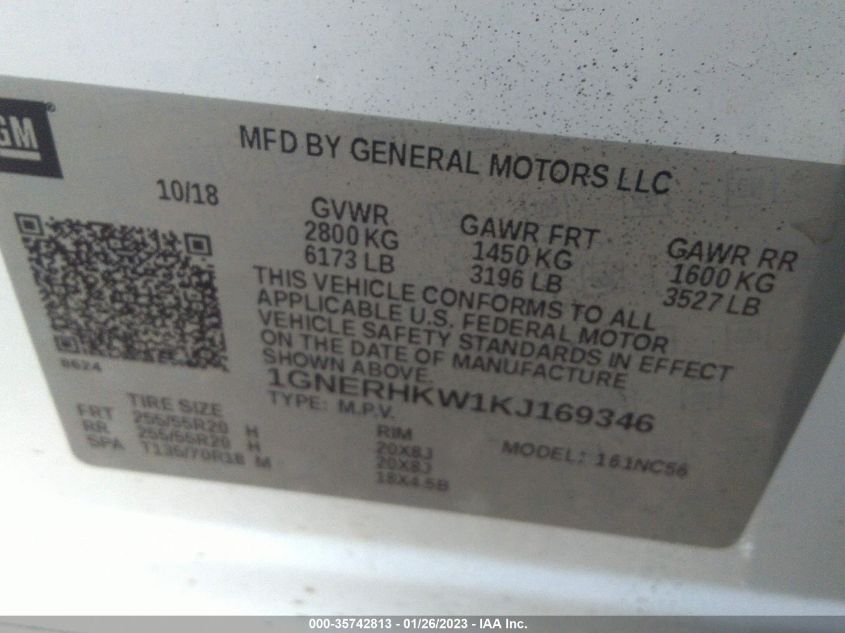 GM
MFD BY GENERAL MOTORS LLC
10/18
GVWR
2800 KG
6173 LB
GAWR FRT
1450 KG
3196 LB
GAWR RR
1600 KG
3527 LB
THIS VEHICLE CONFORMS TO ALL
APPLICABLE U.S. FEDERAL MOTOR
VEHICLE SAFETY STANDARDS IN EFFECT
ON THE DATE OF MANUFACTURE
SHOWN ABOVE.
8624
1GNERHKW1KJ169346
TYPE: M.P.V.
MODEL: 161NC56
TIRE SIZE RIM
FRT 255/55R20 H 20X8J
RR 255/55R20 H 20X8J
SPA T135/70R18 M 18X4.5B
000-35742813 - 01/26/2023 - IAA Inc.